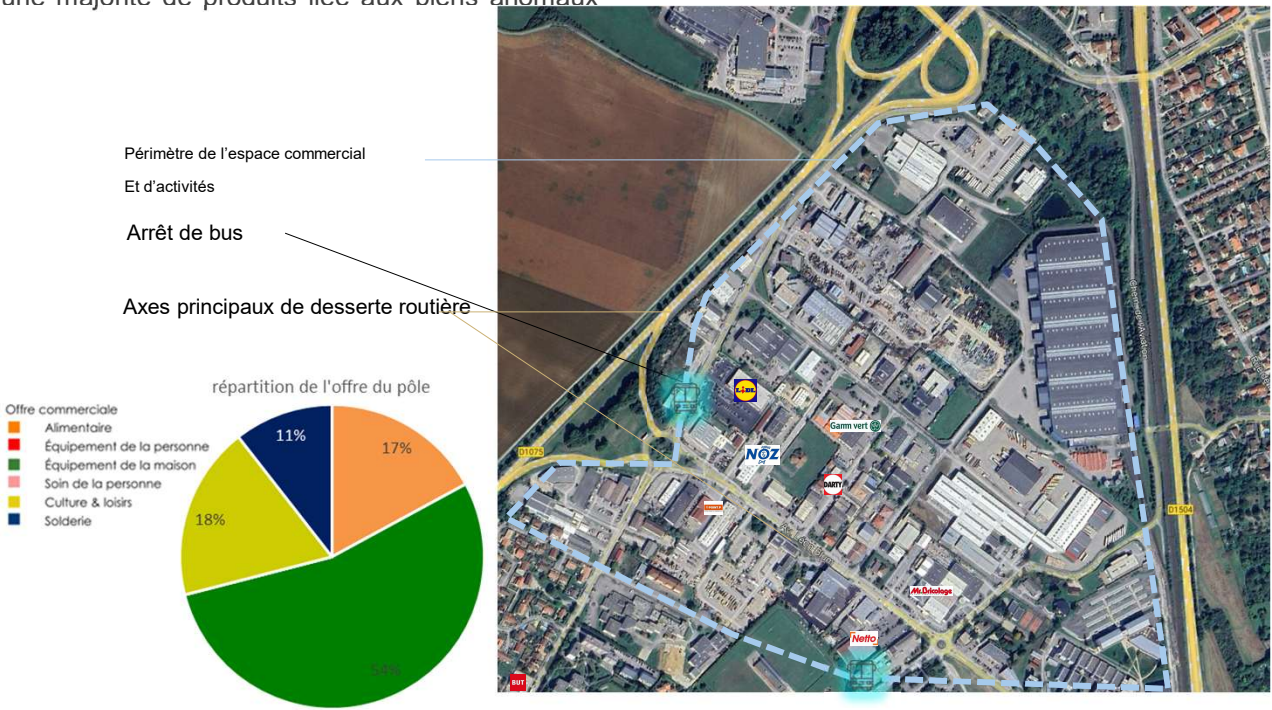 une majorité de produits liée aux biens anomaux
Périmètre de l'espace commercial
Et d'activités
Arrêt de bus
Axes principaux de desserte routière
répartition de l'offre du pôle
Offre commerciale
Alimentaire
Équipement de la personne
Équipement de la maison
Soin de la personne
Culture & loisirs
Solderie
11%
17%
18%
54%
Chemin de l'Aviation
LIDL
Gamm vert
NOZ
DARTY
D1075
D1504
Mr.Bricolage
Netto
BUT